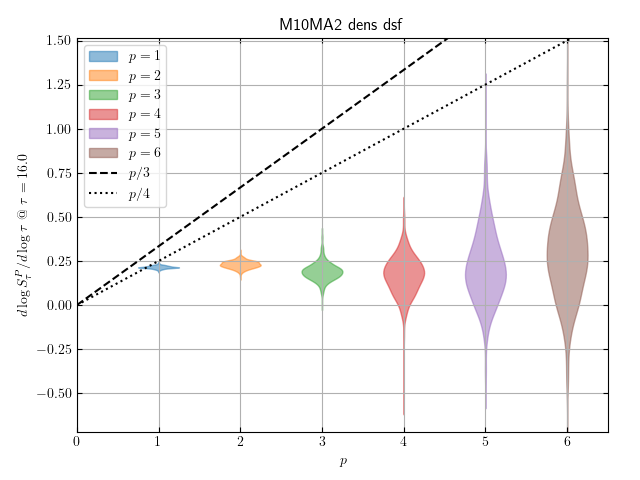 M10MA2 dens dsf
1.50
1.25
1.00
0.75
0.50
0.25
0.00
−0.25
−0.50
d log S_τ^P / d log τ @ τ = 16.0
p = 1
p = 2
p = 3
p = 4
p = 5
p = 6
p/3
p/4
0 1 2 3 4 5 6
p